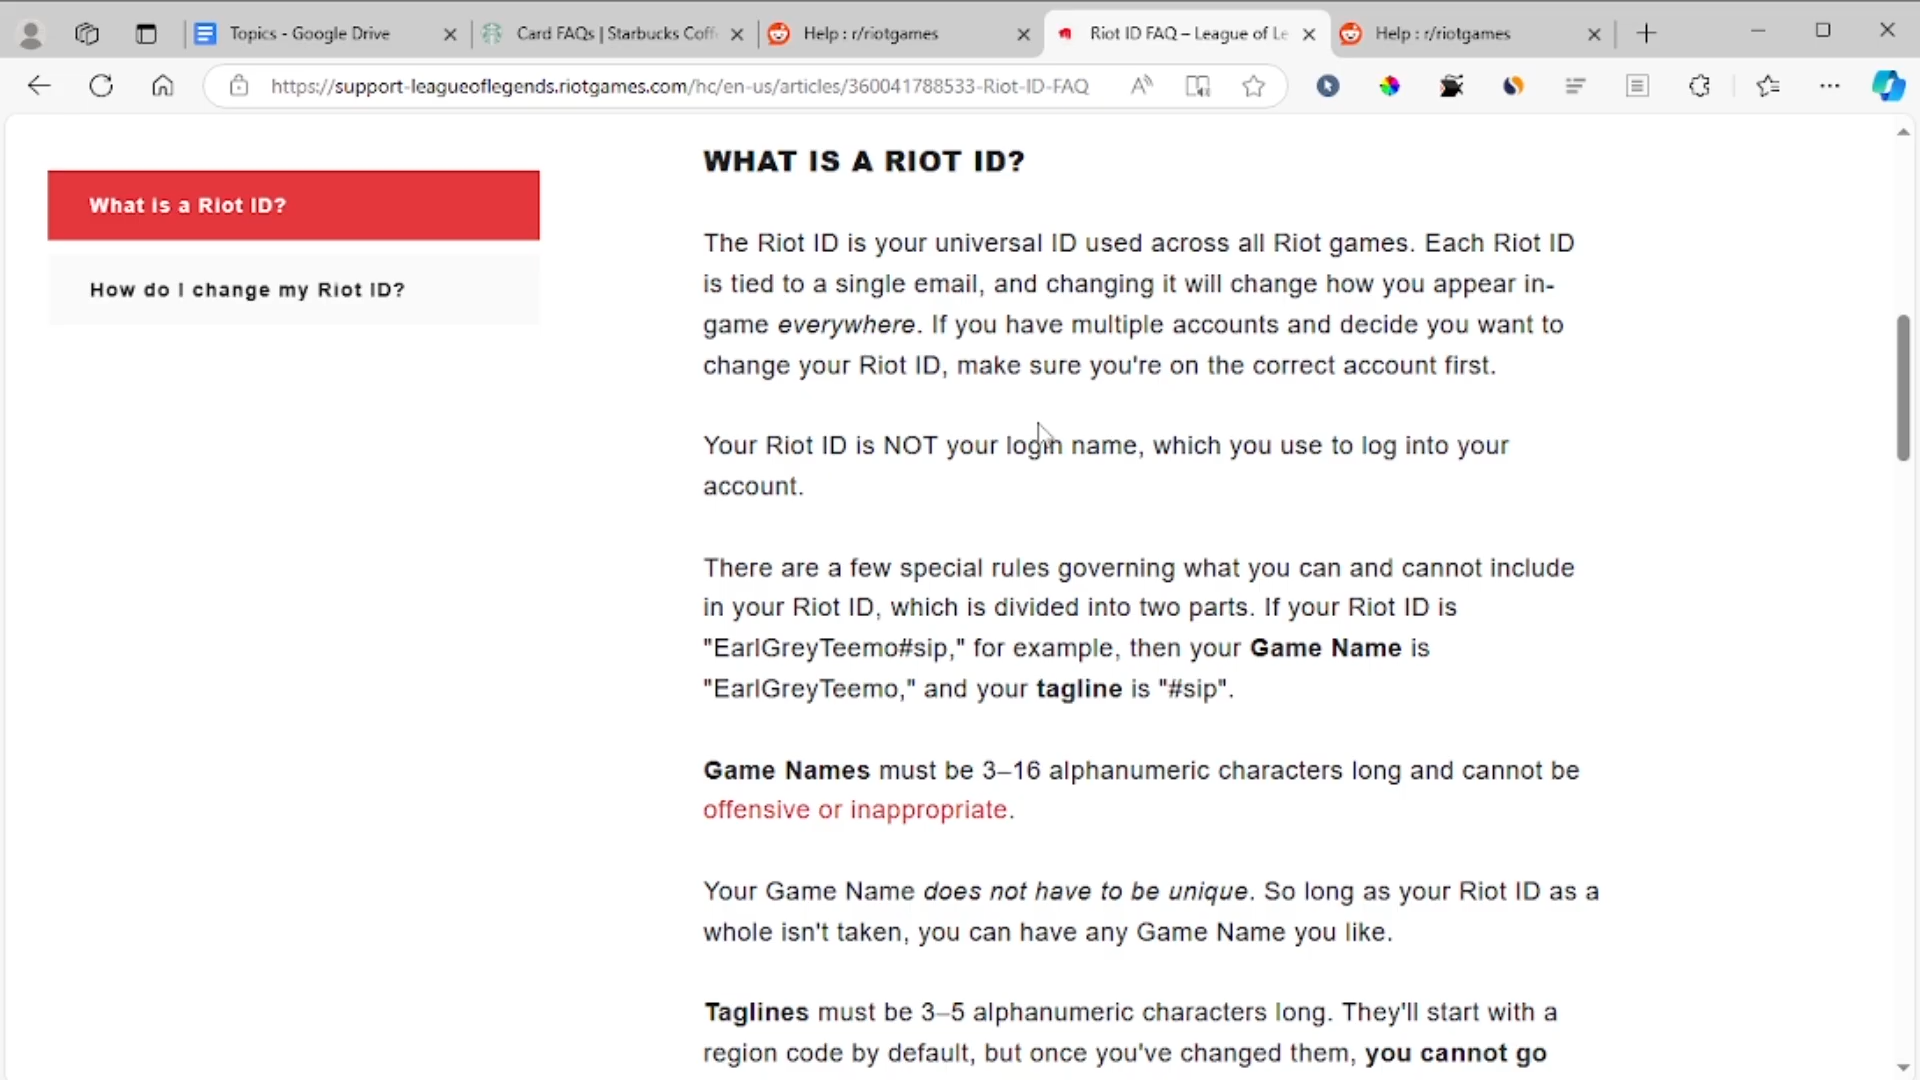 Topics - Google Drive
Card FAQs | Starbucks Coff
Help : r/riotgames
Riot ID FAQ – League of Le
Help : r/riotgames
https://support-leagueoflegends.riotgames.com/hc/en-us/articles/360041788533-Riot-ID-FAQ
What is a Riot ID?
How do I change my Riot ID?
WHAT IS A RIOT ID?
The Riot ID is your universal ID used across all Riot games. Each Riot ID
is tied to a single email, and changing it will change how you appear in-
game everywhere. If you have multiple accounts and decide you want to
change your Riot ID, make sure you're on the correct account first.
Your Riot ID is NOT your login name, which you use to log into your
account.
There are a few special rules governing what you can and cannot include
in your Riot ID, which is divided into two parts. If your Riot ID is
"EarlGreyTeemo#sip," for example, then your Game Name is
"EarlGreyTeemo," and your tagline is "#sip".
Game Names must be 3–16 alphanumeric characters long and cannot be
offensive or inappropriate.
Your Game Name does not have to be unique. So long as your Riot ID as a
whole isn't taken, you can have any Game Name you like.
Taglines must be 3–5 alphanumeric characters long. They'll start with a
region code by default, but once you've changed them, you cannot go